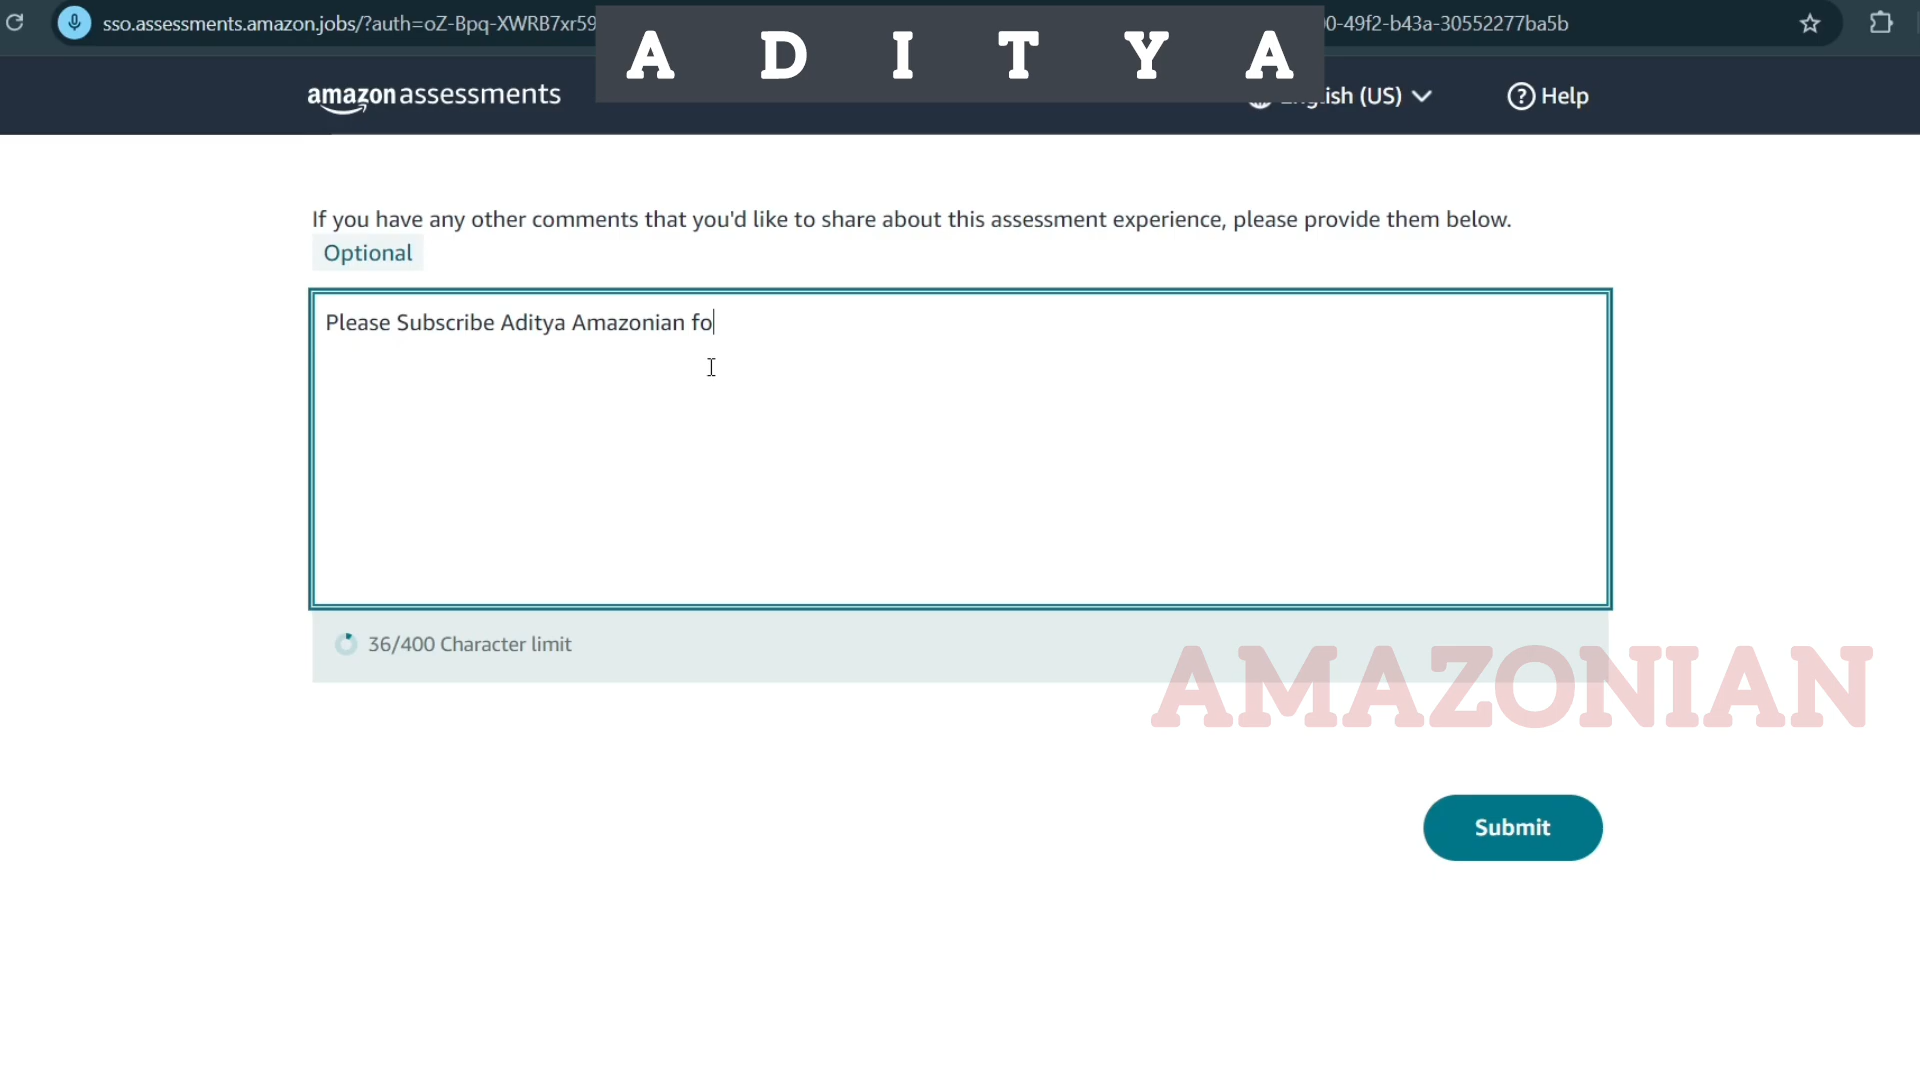 sso.assessments.amazon.jobs/?auth=oZ-Bpq-XWRB7xr59
0-49f2-b43a-30552277ba5b
A D I T Y A
amazon assessments
(US)
Help
If you have any other comments that you'd like to share about this assessment experience, please provide them below.
Optional
Please Subscribe Aditya Amazonian fo
36/400 Character limit
AMAZONIAN
Submit